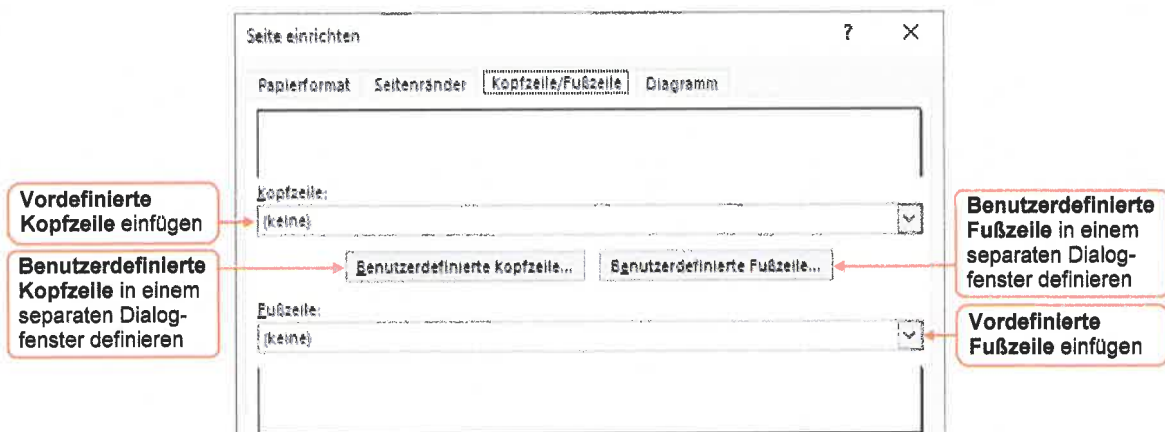 Seite einrichten ? ✕
Papierformat Seitenränder Kopfzeile/Fußzeile Diagramm
Kopfzeile:
(keine)
Vordefinierte
Kopfzeile einfügen
Benutzerdefinierte
Kopfzeile in einem
separaten Dialog-
fenster definieren
Benutzerdefinierte Kopfzeile... Benutzerdefinierte Fußzeile...
Benutzerdefinierte
Fußzeile in einem
separaten Dialog-
fenster definieren
Fußzeile:
(keine)
Vordefinierte
Fußzeile einfügen